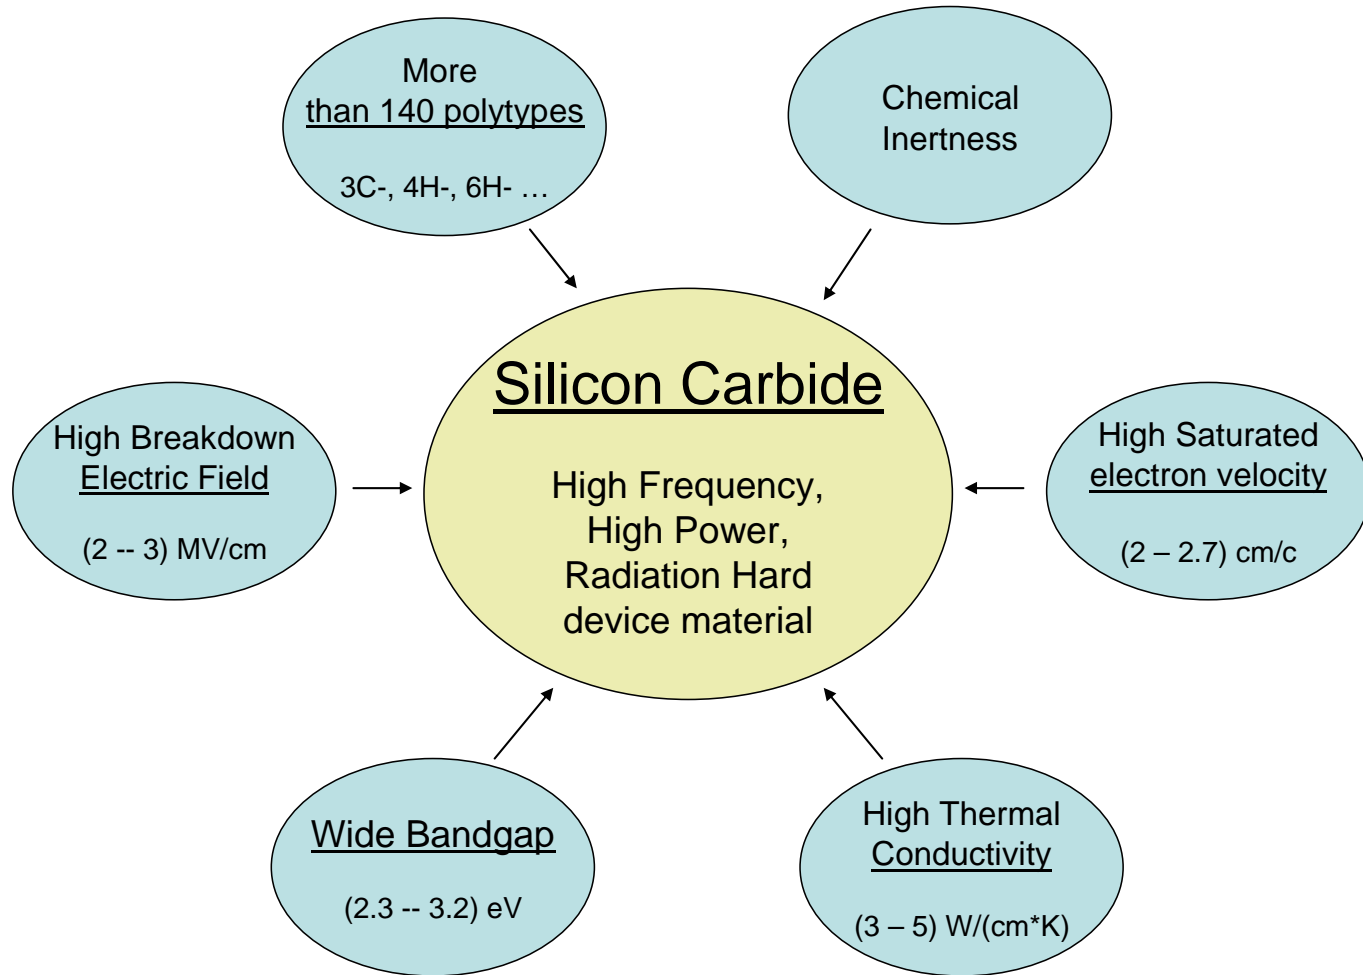 More
than 140 polytypes
3C-, 4H-, 6H- …
Chemical
Inertness
Silicon Carbide
High Frequency,
High Power,
Radiation Hard
device material
High Breakdown
Electric Field
(2 -- 3) MV/cm
High Saturated
electron velocity
(2 – 2.7) cm/c
Wide Bandgap
(2.3 -- 3.2) eV
High Thermal
Conductivity
(3 – 5) W/(cm*K)